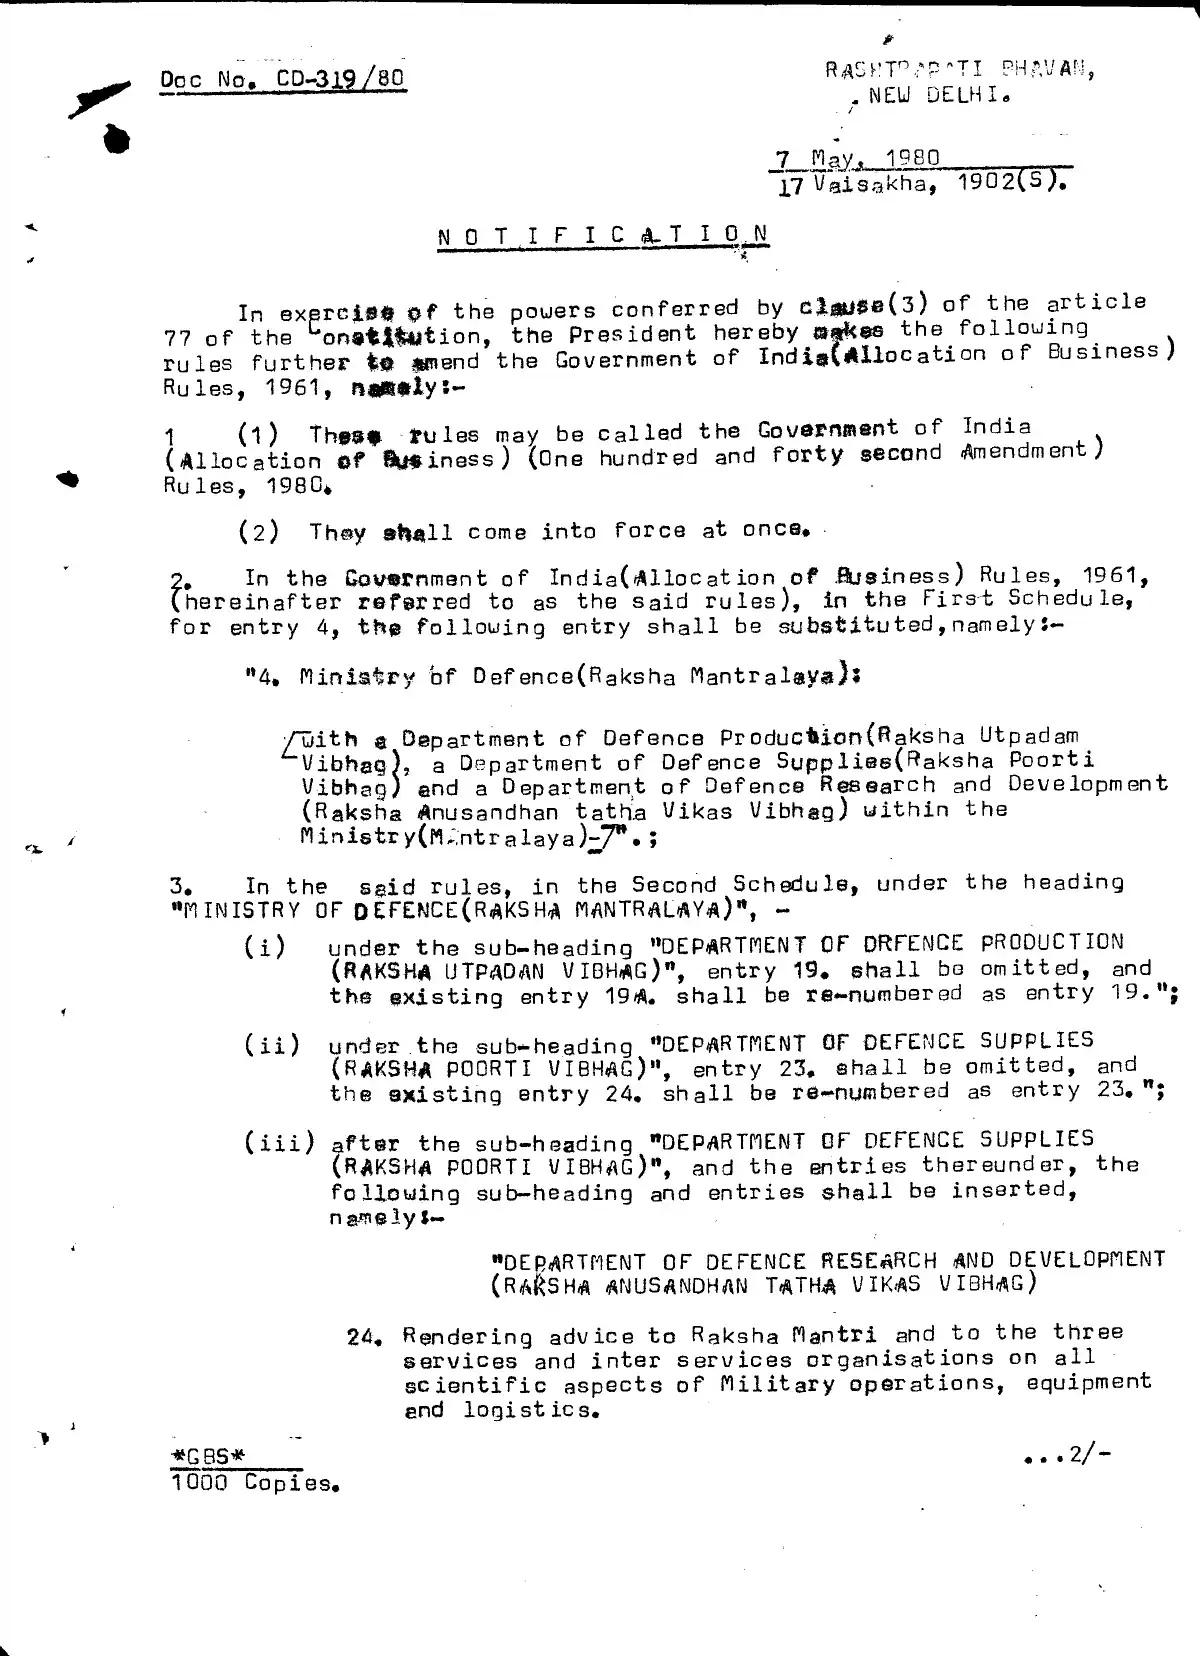 Doc No. CD-319/80
RASHTRAPATI BHAVAN,
NEW DELHI.
7 May, 1980
17 Vaisakha, 1902(S).
N O T I F I C A T I O N
In exercise of the powers conferred by clause(3) of the article
77 of the Constitution, the President hereby makes the following
rules further to amend the Government of India(Allocation of Business)
Rules, 1961, namely:-
1 (1) These rules may be called the Government of India
(Allocation of Business) (One hundred and forty second Amendment)
Rules, 1980.
(2) They shall come into force at once.
2. In the Government of India(Allocation of Business) Rules, 1961,
(hereinafter referred to as the said rules), in the First Schedule,
for entry 4, the following entry shall be substituted,namely:-
"4. Ministry of Defence(Raksha Mantralaya):
/with a Department of Defence Production(Raksha Utpadam
Vibhag), a Department of Defence Supplies(Raksha Poorti
Vibhag) and a Department of Defence Research and Development
(Raksha Anusandhan tatha Vikas Vibhag) within the
Ministry(Mantralaya)-7".;
3. In the said rules, in the Second Schedule, under the heading
"MINISTRY OF DEFENCE(RAKSHA MANTRALAYA)", -
(i) under the sub-heading "DEPARTMENT OF DRFENCE PRODUCTION
(RAKSHA UTPADAN VIBHAG)", entry 19. shall be omitted, and
the existing entry 19A. shall be re-numbered as entry 19.";
(ii) under the sub-heading "DEPARTMENT OF DEFENCE SUPPLIES
(RAKSHA POORTI VIBHAG)", entry 23. shall be omitted, and
the existing entry 24. shall be re-numbered as entry 23.";
(iii) after the sub-heading "DEPARTMENT OF DEFENCE SUPPLIES
(RAKSHA POORTI VIBHAG)", and the entries thereunder, the
following sub-heading and entries shall be inserted,
namely:-
"DEPARTMENT OF DEFENCE RESEARCH AND DEVELOPMENT
(RAKSHA ANUSANDHAN TATHA VIKAS VIBHAG)
24. Rendering advice to Raksha Mantri and to the three
services and inter services organisations on all
scientific aspects of Military operations, equipment
and logistics.
*GBS*
1000 Copies.
...2/-